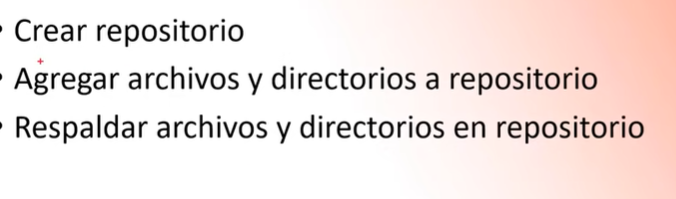 • Crear repositorio
• Agregar archivos y directorios a repositorio
• Respaldar archivos y directorios en repositorio